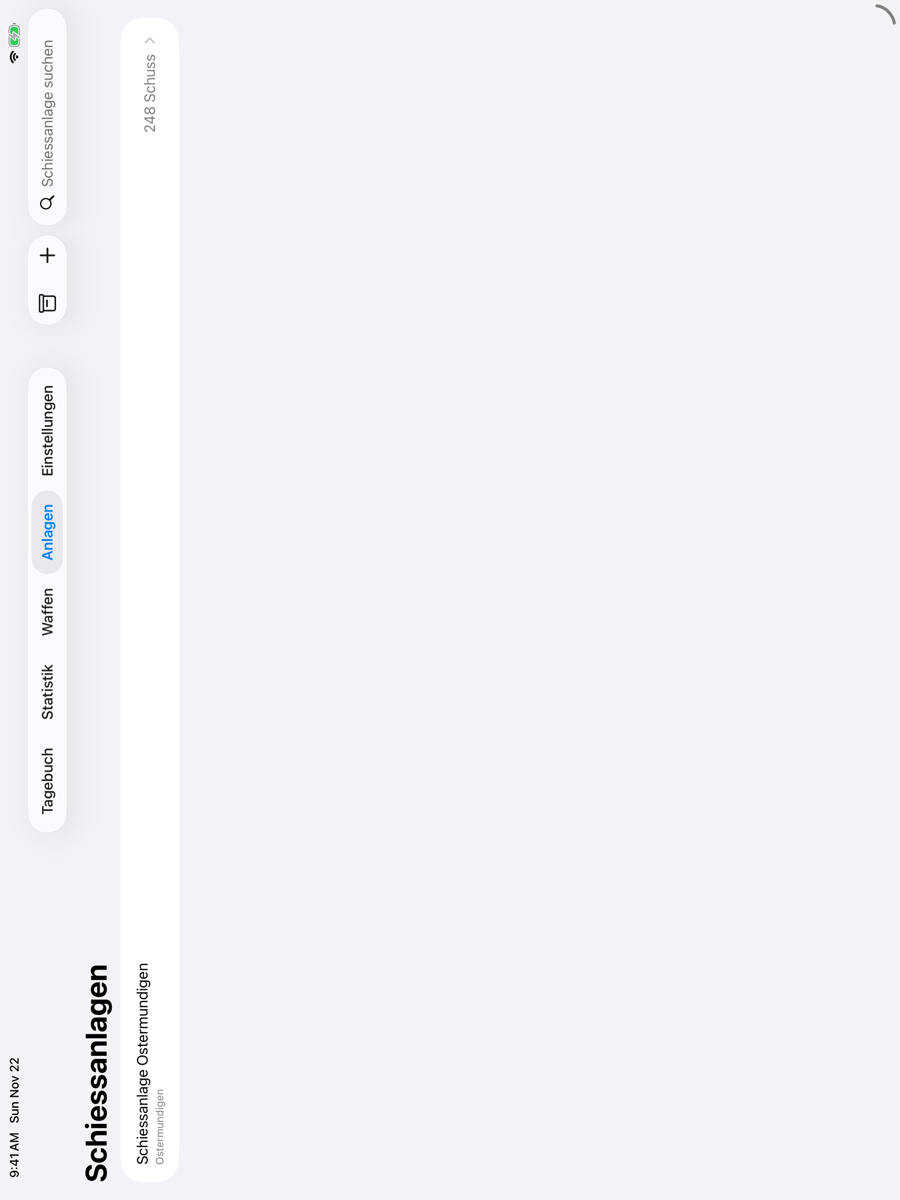 9:41 AM Sun Nov 22
Tagebuch Statistik Waffen Anlagen Einstellungen
Schiessanlage suchen
Schiessanlagen
Schiessanlage Ostermundigen
Ostermundigen
248 Schuss